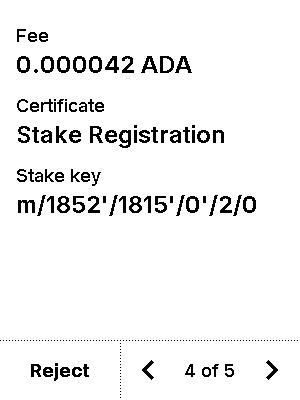 Fee
0.000042 ADA
Certificate
Stake Registration
Stake key
m/1852'/1815'/0'/2/0
Reject
4 of 5